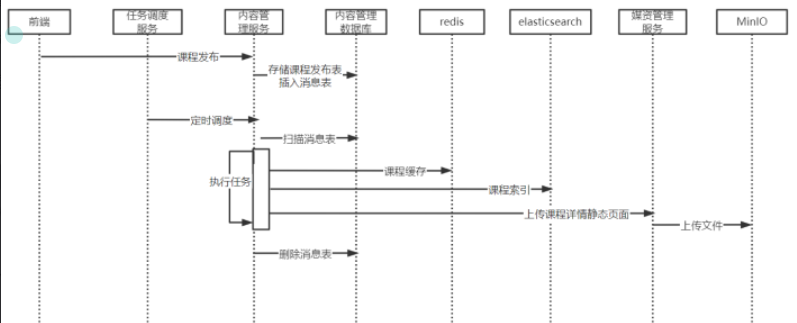 前端
任务调度
服务
内容管
理服务
内容管理
数据库
redis
elasticsearch
媒资管理
服务
MinIO
课程发布
存储课程发布表
插入消息表
定时调度
扫描消息表
执行任务
课程缓存
课程索引
上传课程详情静态页面
上传文件
删除消息表